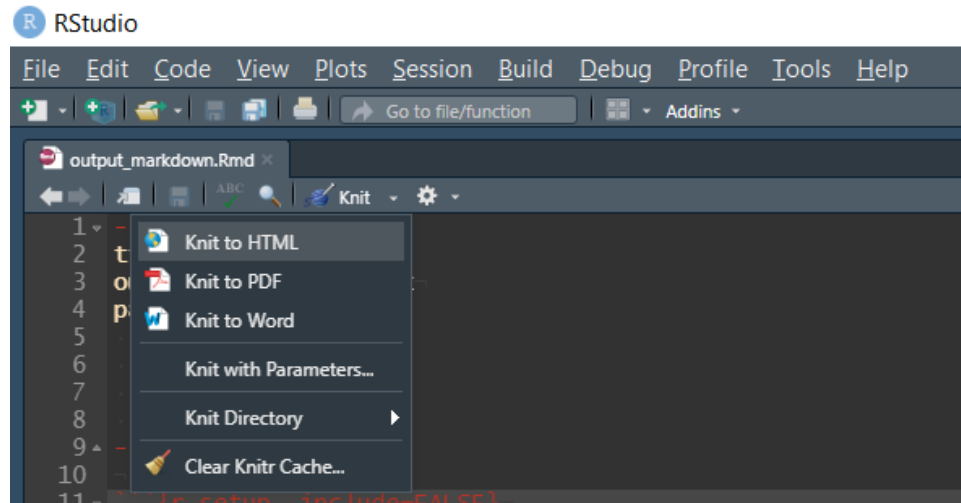 R RStudio
File Edit Code View Plots Session Build Debug Profile Tools Help
Go to file/function Addins
output_markdown.Rmd ×
ABC Knit
1 -
2 t
3 o
4 p
5
6
7
8
9 -
10
11
Knit to HTML
Knit to PDF
Knit to Word
Knit with Parameters...
Knit Directory
Clear Knitr Cache...